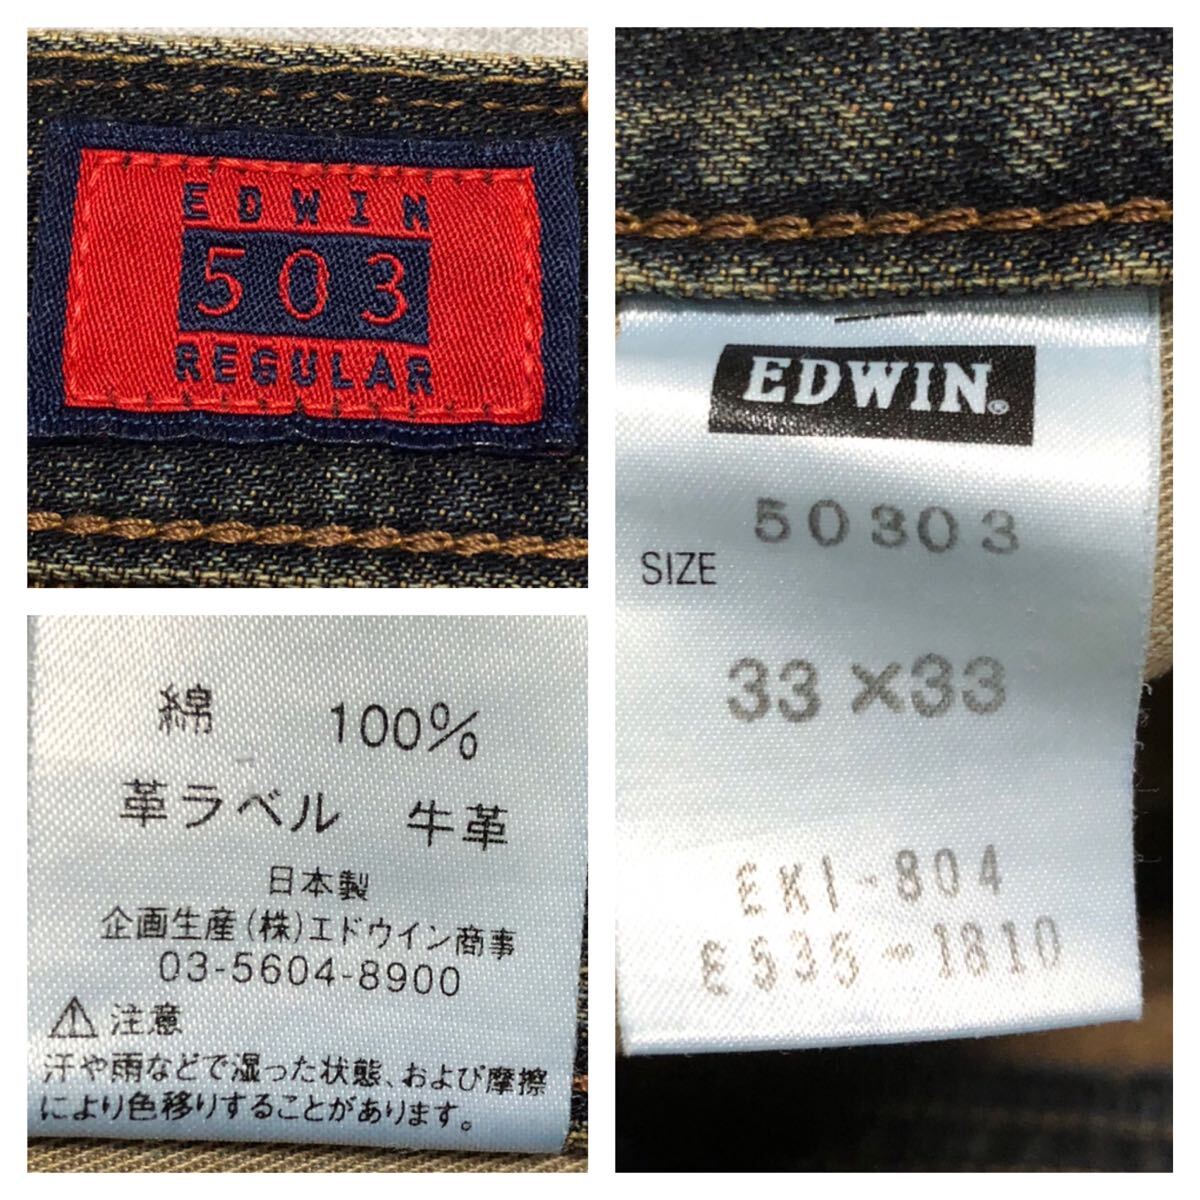 EDWIN
503
REGULAR
綿 100%
革ラベル 牛革
日本製
企画生産(株)エドウイン商事
03-5604-8900
注意
汗や雨などで湿った状態、および摩擦
により色移りすることがあります。
EDWIN®
50303
SIZE
33×33
EK1-804
E535-1810